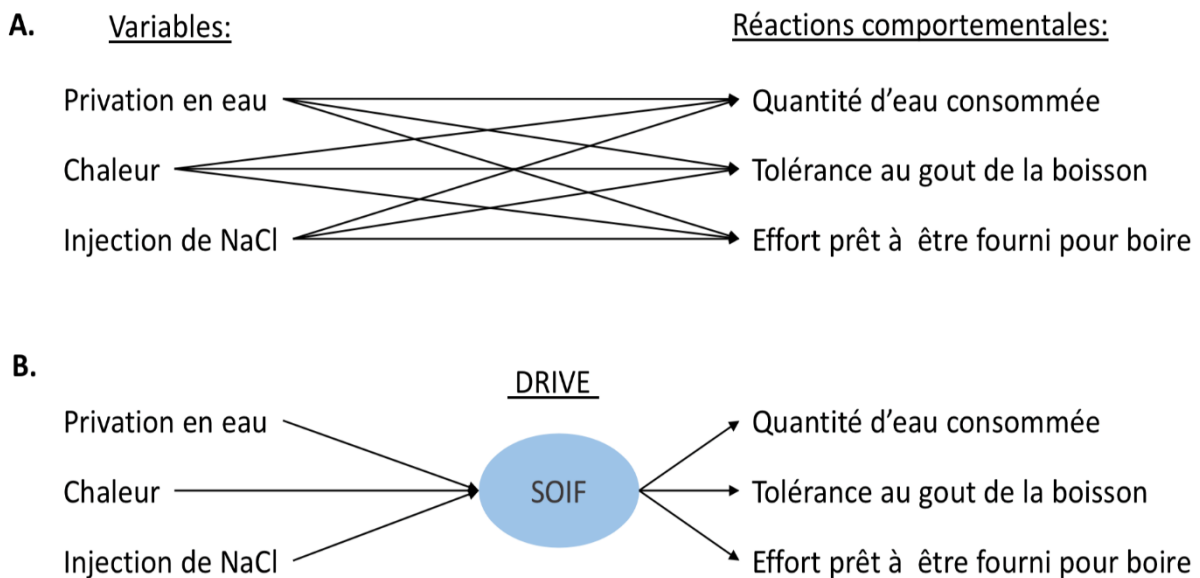 A. Variables: Réactions comportementales:
Privation en eau Quantité d'eau consommée
Chaleur Tolérance au gout de la boisson
Injection de NaCl Effort prêt à être fourni pour boire
B.
DRIVE
Privation en eau Quantité d'eau consommée
Chaleur SOIF Tolérance au gout de la boisson
Injection de NaCl Effort prêt à être fourni pour boire